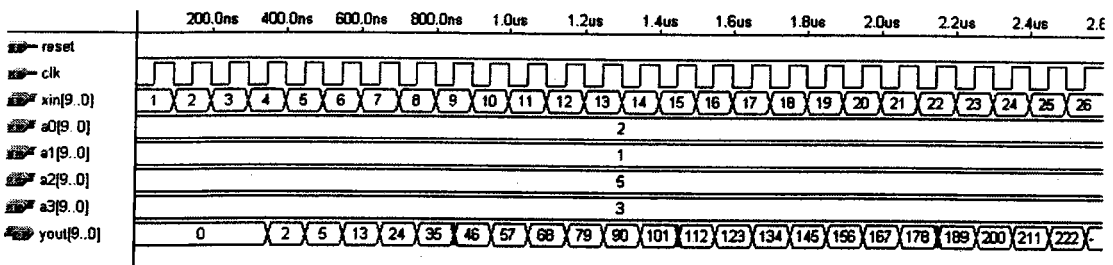 200.0ns 400.0ns 600.0ns 800.0ns 1.0us 1.2us 1.4us 1.6us 1.8us 2.0us 2.2us 2.4us 2.6
reset
clk
xin[9..0] 1 2 3 4 5 6 7 8 9 10 11 12 13 14 15 16 17 18 19 20 21 22 23 24 25 26
a0[9..0] 2
a1[9..0] 1
a2[9..0] 5
a3[9..0] 3
yout[9..0] 0 2 5 13 24 35 46 57 68 79 90 101 112 123 134 145 156 167 178 189 200 211 222 -